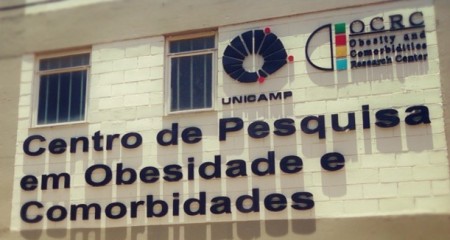 UNICAMP
OCRC
Obesity and
Comorbidities
Research Center
Centro de Pesquisa
em Obesidade e
Comorbidades